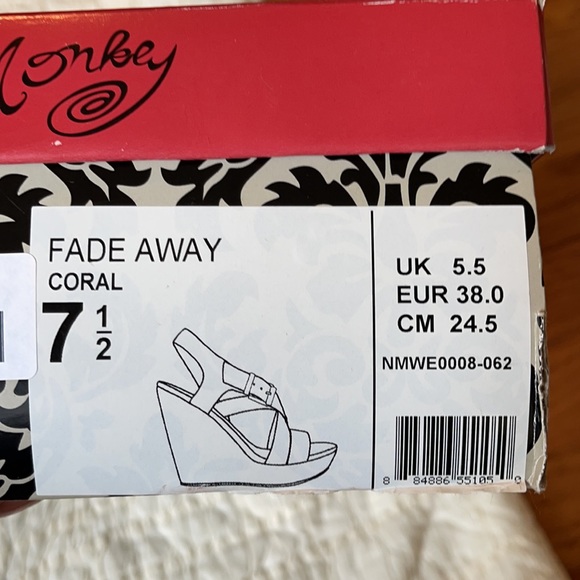 Monkey
FADE AWAY
CORAL
7 1/2
UK 5.5
EUR 38.0
CM 24.5
NMWE0008-062
8 84886 55105 0